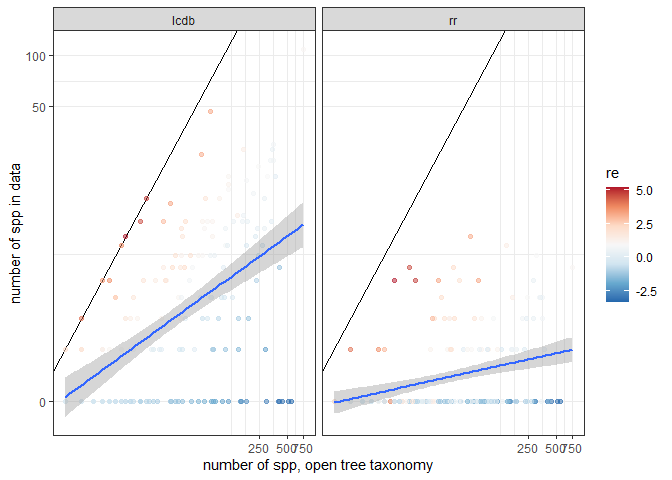 lcdb
rr
number of spp in data
100
50
0
250
500
750
250
500
750
number of spp, open tree taxonomy
re
5.0
2.5
0.0
-2.5